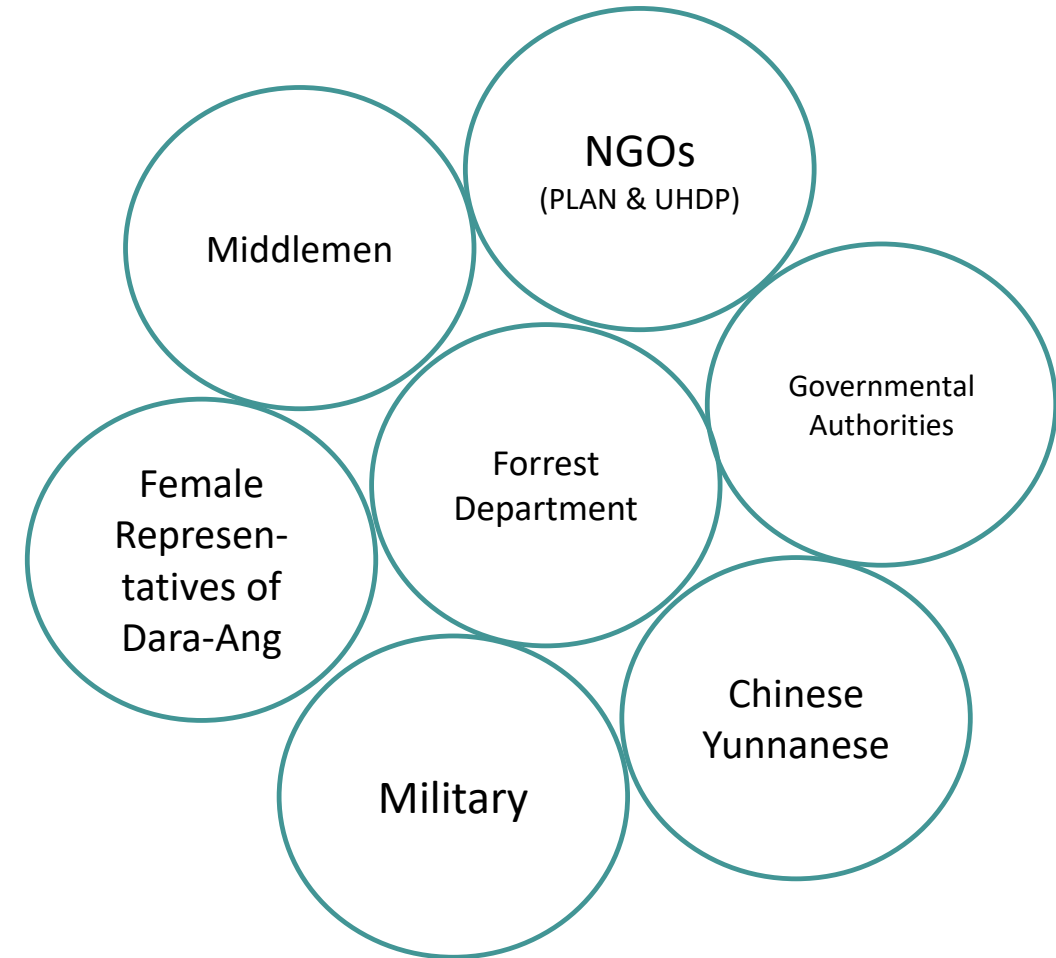 NGOs
(PLAN & UHDP)
Middlemen
Governmental
Authorities
Forrest
Department
Female
Represen-
tatives of
Dara-Ang
Chinese
Yunnanese
Military